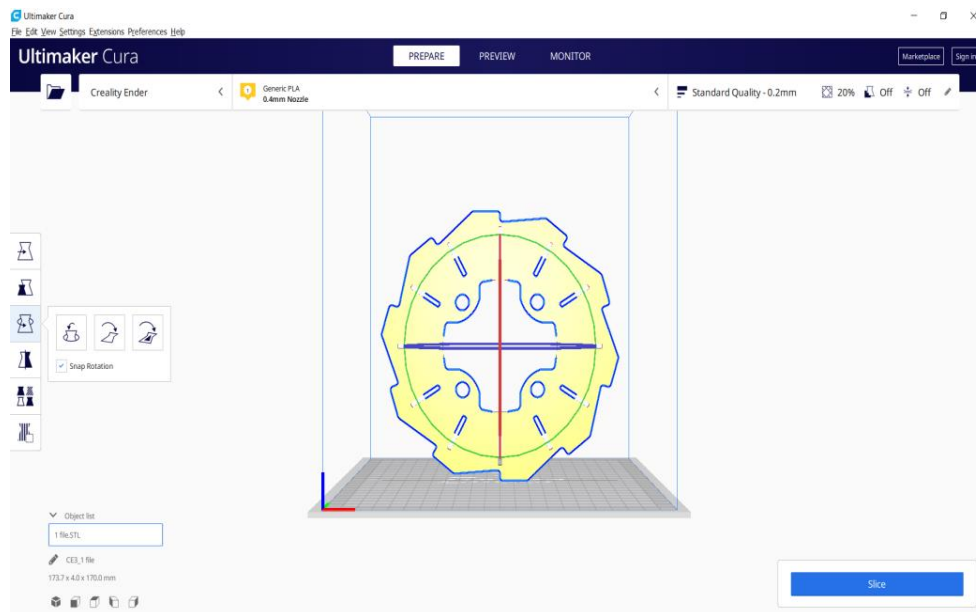 Ultimaker Cura
File Edit View Settings Extensions Preferences Help
Ultimaker Cura
PREPARE PREVIEW MONITOR
Marketplace Sign in
Creality Ender
Generic PLA
0.4mm Nozzle
Standard Quality - 0.2mm 20% Off Off
Snap Rotation
Object list
1 file.STL
CE3_1 file
173.7 x 4.0 x 170.0 mm
Slice